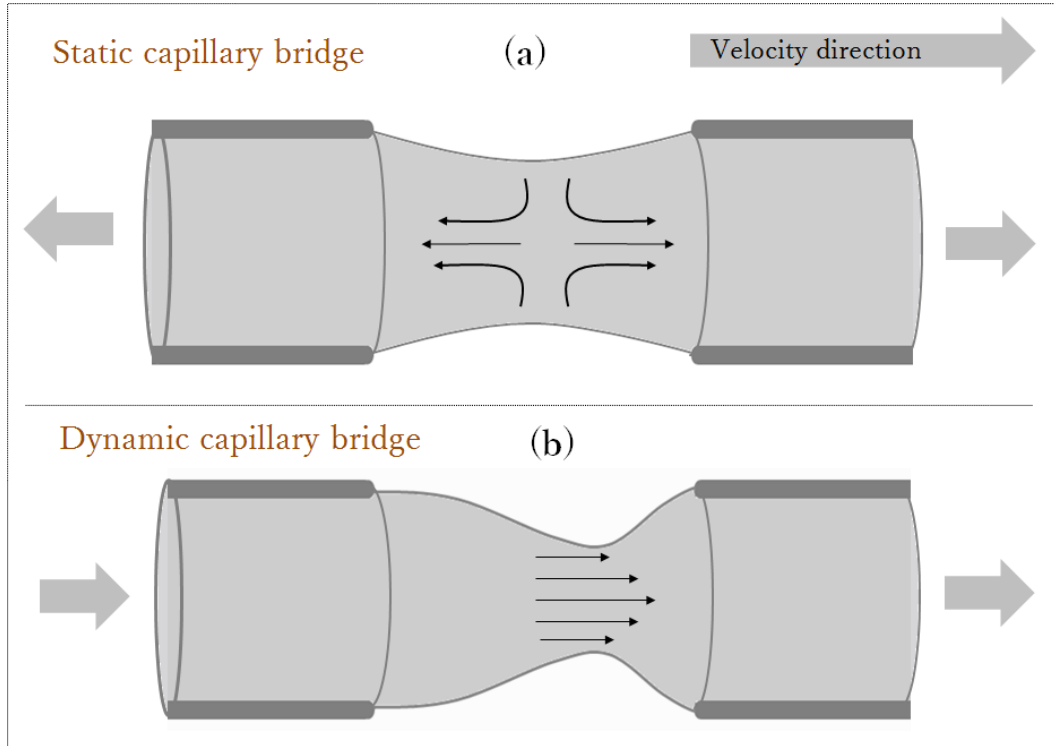 Static capillary bridge
(a)
Velocity direction
Dynamic capillary bridge
(b)